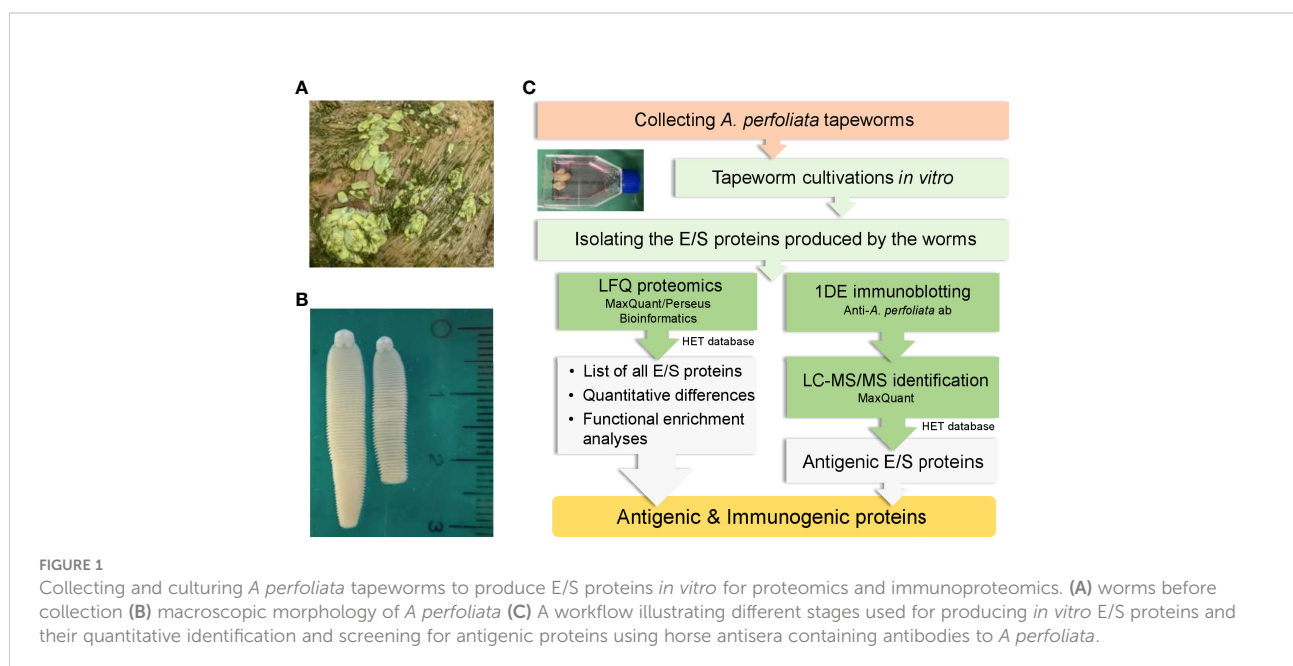 A
B
0
1
2
3
C
Collecting A. perfoliata tapeworms
Tapeworm cultivations in vitro
Isolating the E/S proteins produced by the worms
LFQ proteomics
MaxQuant/Perseus
Bioinformatics
HET database
• List of all E/S proteins
• Quantitative differences
• Functional enrichment
analyses
1DE immunoblotting
Anti-A. perfoliata ab
LC-MS/MS identification
MaxQuant
HET database
Antigenic E/S proteins
Antigenic & Immunogenic proteins
FIGURE 1
Collecting and culturing A perfoliata tapeworms to produce E/S proteins in vitro for proteomics and immunoproteomics. (A) worms before
collection (B) macroscopic morphology of A perfoliata (C) A workflow illustrating different stages used for producing in vitro E/S proteins and
their quantitative identification and screening for antigenic proteins using horse antisera containing antibodies to A perfoliata.